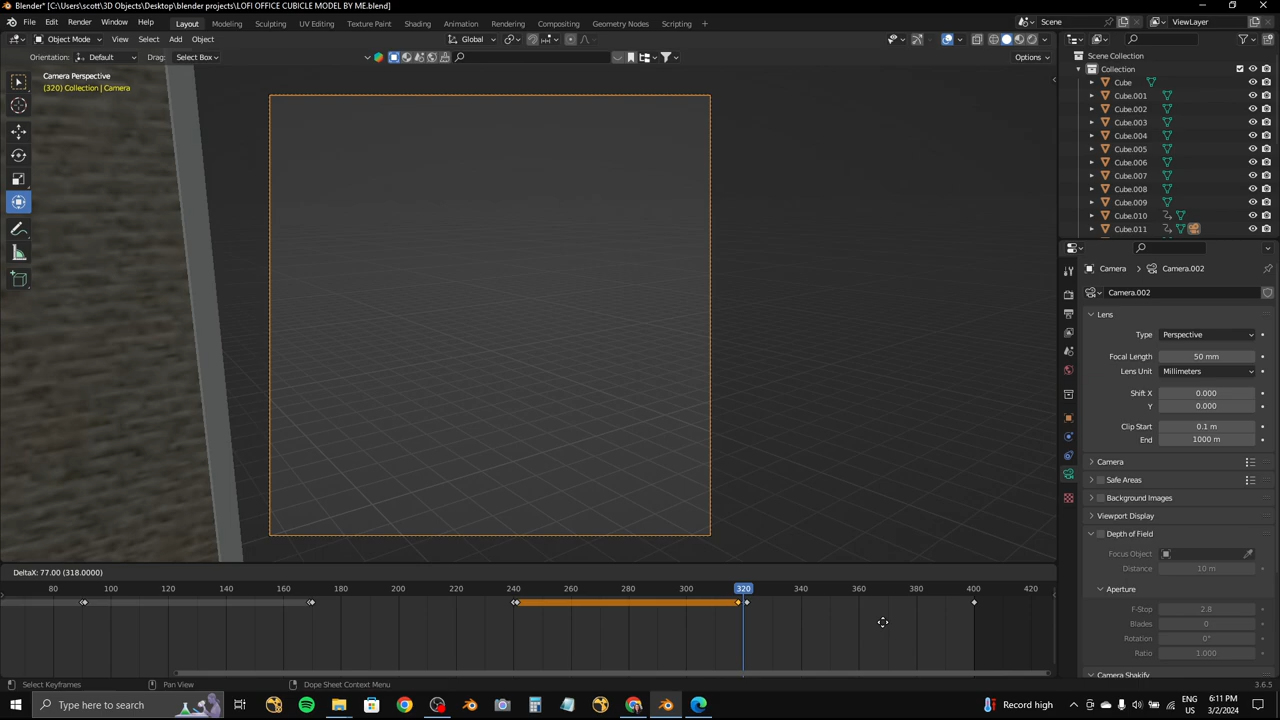 Blender* [C:\Users\scott\3D Objects\Desktop\blender projects\LOFI OFFICE CUBICLE MODEL BY ME.blend]
File Edit Render Window Help Layout Modeling Sculpting UV Editing Texture Paint Shading Animation Rendering Compositing Geometry Nodes Scripting Scene ViewLayer
Object Mode View Select Add Object Global
Orientation: Default Drag: Select Box Options
Camera Perspective
(320) Collection | Camera
Scene Collection
Collection
Cube
Cube.001
Cube.002
Cube.003
Cube.004
Cube.005
Cube.006
Cube.007
Cube.008
Cube.009
Cube.010
Cube.011
Camera Camera.002
Camera.002
Lens
Type Perspective
Focal Length 50 mm
Lens Unit Millimeters
Shift X 0.000
Y 0.000
Clip Start 0.1 m
End 1000 m
Camera
Safe Areas
Background Images
Viewport Display
Depth of Field
Focus Object
Distance 10 m
Aperture
F-Stop 2.8
Blades 0
Rotation 0°
Ratio 1.000
Camera Shakify
DeltaX: 77.00 (318.0000)
80 100 120 140 160 180 200 220 240 260 280 300 320 340 360 380 400 420
Select Keyframes Pan View Dope Sheet Context Menu 3.6.5
Type here to search Record high ENG US 6:11 PM 3/2/2024